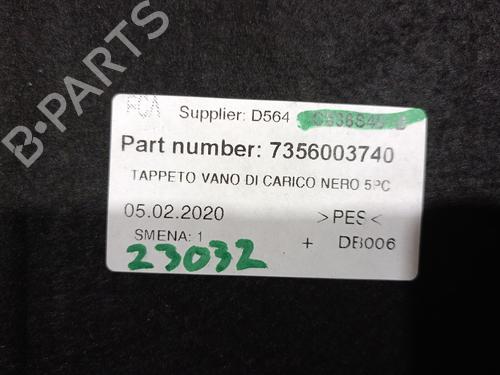 FCA Supplier: D564
Part number: 7356003740
TAPPETO VANO DI CARICO NERO 5PC
05.02.2020 >PES<
SMENA: 1 + DB006
23032
B-PARTS